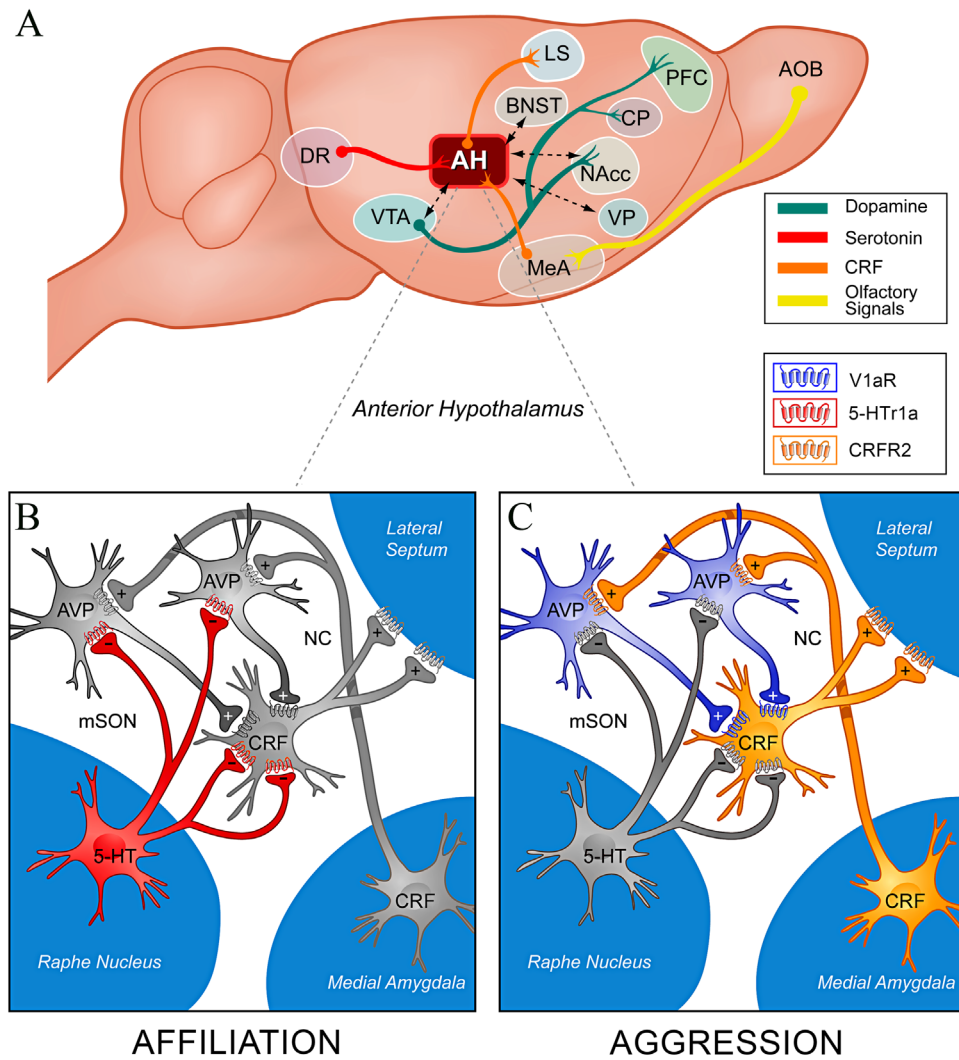 A
LS
PFC
AOB
BNST
CP
DR
AH
NAcc
VTA
VP
MeA
Dopamine
Serotonin
CRF
Olfactory
Signals
Anterior Hypothalamus
V1aR
5-HTr1a
CRFR2
B
Lateral
Septum
AVP
AVP
+
+
-
-
NC
+
+
mSON
+
+
CRF
-
-
5-HT
CRF
Raphe Nucleus
Medial Amygdala
AFFILIATION
C
Lateral
Septum
AVP
AVP
+
+
-
-
NC
+
+
mSON
+
+
CRF
-
-
5-HT
CRF
Raphe Nucleus
Medial Amygdala
AGGRESSION